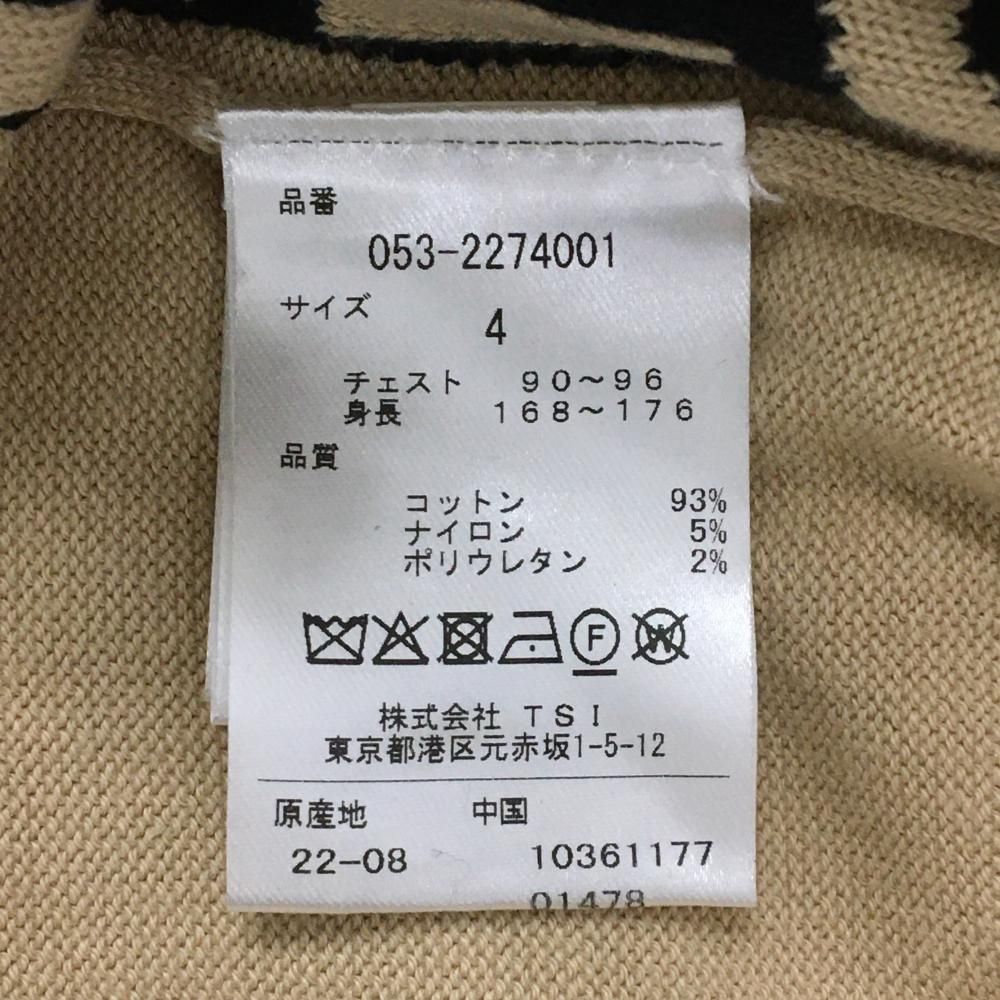 品番
053-2274001
サイズ 4
チェスト 90～96
身長 168～176
品質
コットン 93%
ナイロン 5%
ポリウレタン 2%
F W
株式会社 TSI
東京都港区元赤坂1-5-12
原産地 中国
22-08 10361177
01478